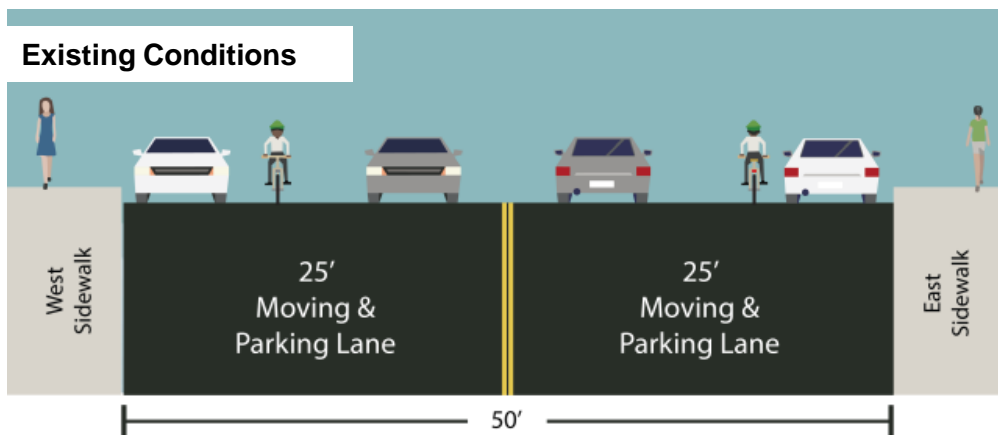 Existing Conditions
West
Sidewalk
25’
Moving &
Parking Lane
25’
Moving &
Parking Lane
East
Sidewalk
50’